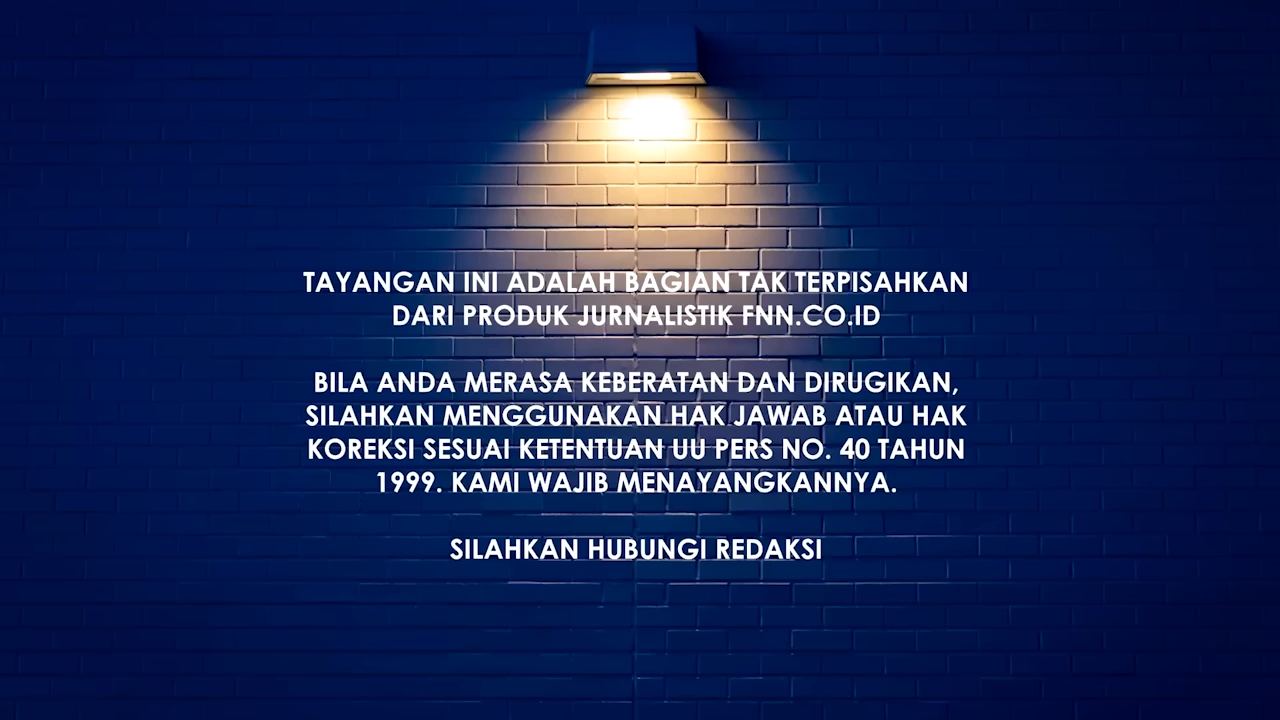 TAYANGAN INI ADALAH BAGIAN TAK TERPISAHKAN
DARI PRODUK JURNALISTIK FNN.CO.ID
BILA ANDA MERASA KEBERATAN DAN DIRUGIKAN,
SILAHKAN MENGGUNAKAN HAK JAWAB ATAU HAK
KOREKSI SESUAI KETENTUAN UU PERS NO. 40 TAHUN
1999. KAMI WAJIB MENAYANGKANNYA.
SILAHKAN HUBUNGI REDAKSI